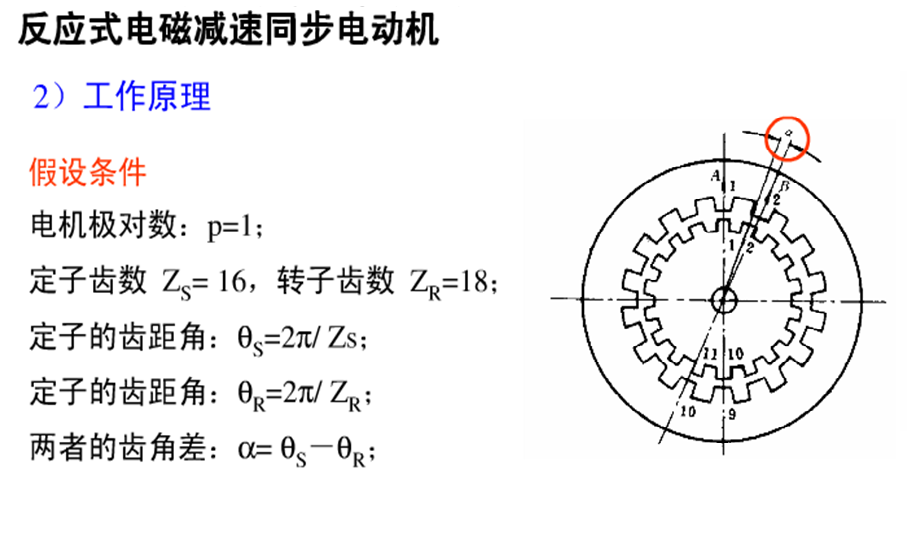 反应式电磁减速同步电动机
2）工作原理
假设条件
电机极对数：p=1；
定子齿数 ZS= 16，转子齿数 ZR=18；
定子的齿距角：θS=2π/ Zs；
定子的齿距角：θR=2π/ ZR；
两者的齿角差：α= θS－θR；
α
A 1 B
2
1 2
11 10
10 9